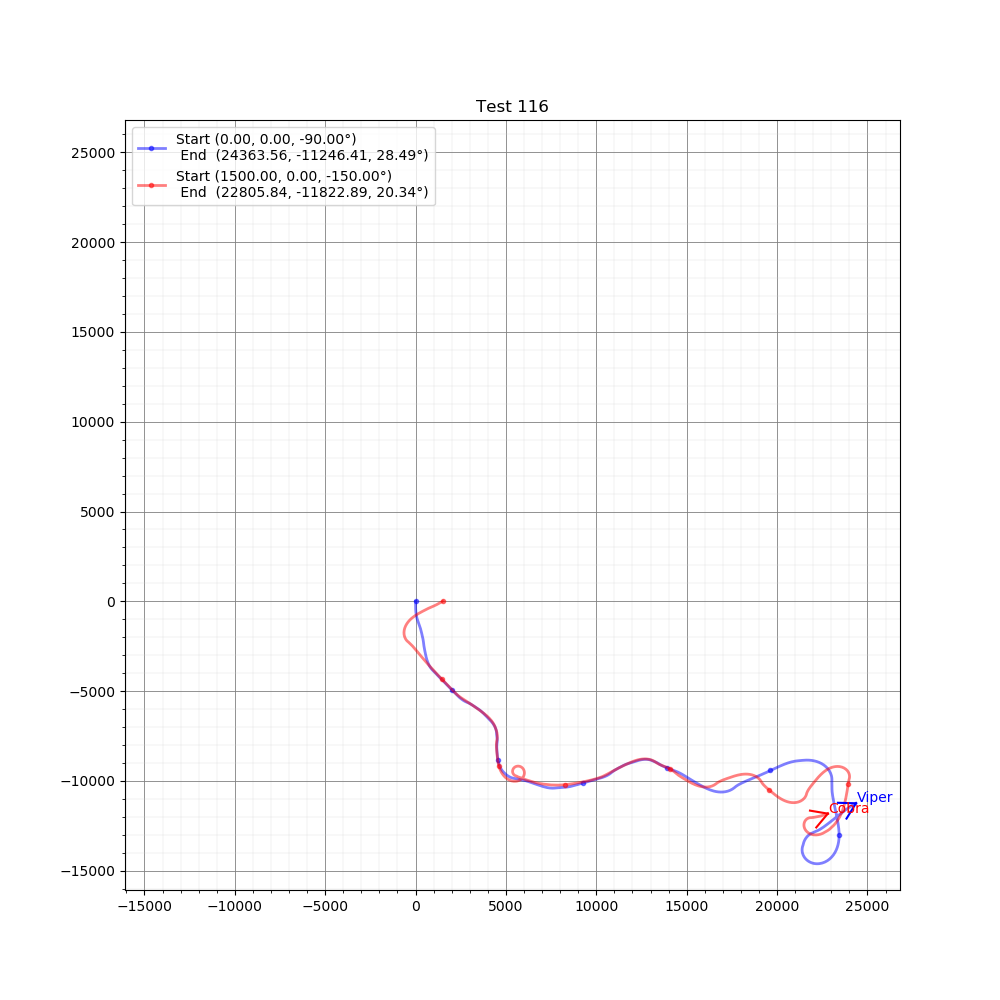 Test 116
Start (0.00, 0.00, -90.00°)
End (24363.56, -11246.41, 28.49°)
Start (1500.00, 0.00, -150.00°)
End (22805.84, -11822.89, 20.34°)
25000
20000
15000
10000
5000
0
−5000
−10000
−15000
Viper
Cobra
−15000 −10000 −5000 0 5000 10000 15000 20000 25000